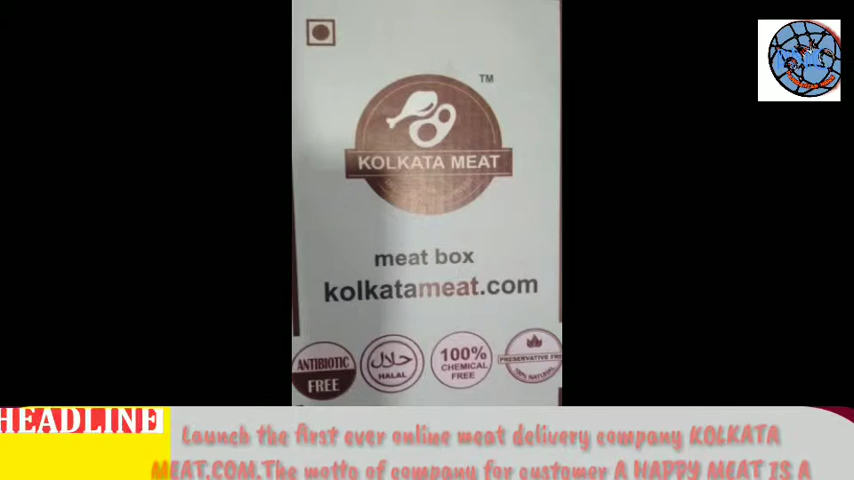 TM
KOLKATA MEAT
meat box
kolkatameat.com
ANTIBIOTIC
FREE
حلال
HALAL
100%
CHEMICAL
FREE
PRESERVATIVE FRE
100% NATURAL
HEADLINE
Launch the first ever online meat delivery company KOLKATA
MEAT.COM.The motto of company for customer A HAPPY MEAT IS A